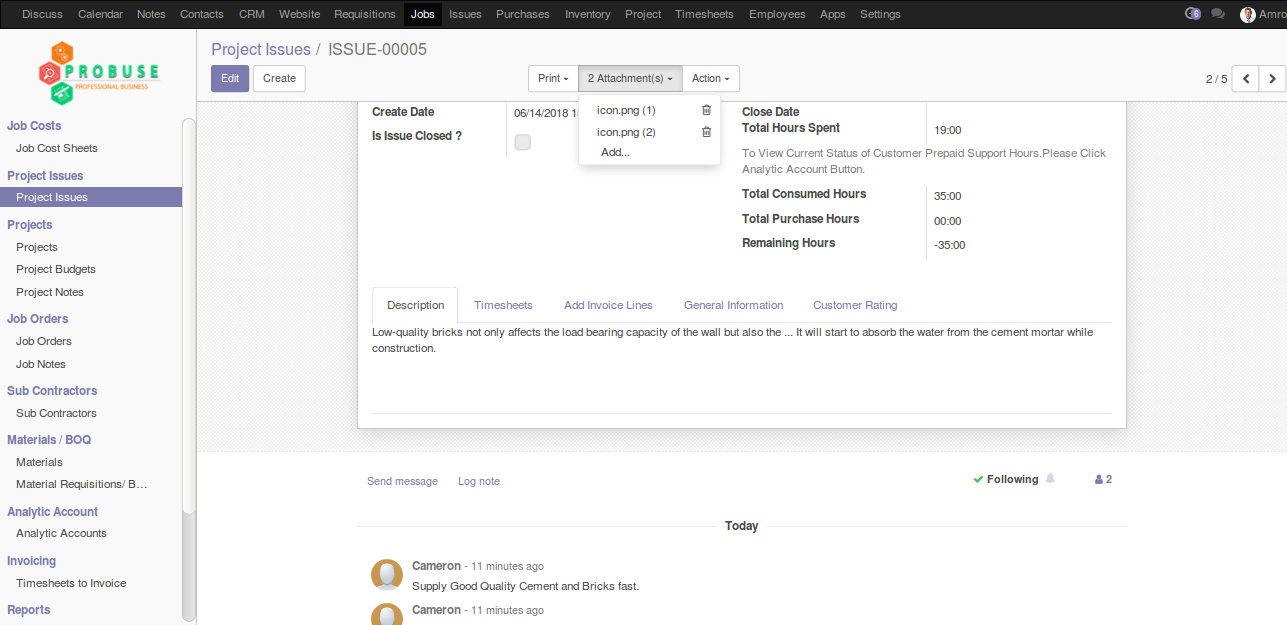 Discuss Calendar Notes Contacts CRM Website Requisitions Jobs Issues Purchases Inventory Project Timesheets Employees Apps Settings 6 Amro
PROBUSE
PROFESSIONAL BUSINESS
Job Costs
Job Cost Sheets
Project Issues
Project Issues
Projects
Projects
Project Budgets
Project Notes
Job Orders
Job Orders
Job Notes
Sub Contractors
Sub Contractors
Materials / BOQ
Materials
Material Requisitions/ B...
Analytic Account
Analytic Accounts
Invoicing
Timesheets to Invoice
Reports
Project Issues / ISSUE-00005
Edit Create
Print 2 Attachment(s) Action
2 / 5
icon.png (1)
icon.png (2)
Add...
Create Date 06/14/2018 1
Is Issue Closed ?
Close Date
Total Hours Spent 19:00
To View Current Status of Customer Prepaid Support Hours.Please Click
Analytic Account Button.
Total Consumed Hours 35:00
Total Purchase Hours 00:00
Remaining Hours -35:00
Description Timesheets Add Invoice Lines General Information Customer Rating
Low-quality bricks not only affects the load bearing capacity of the wall but also the ... It will start to absorb the water from the cement mortar while
construction.
Send message Log note
Following 2
Today
Cameron - 11 minutes ago
Supply Good Quality Cement and Bricks fast.
Cameron - 11 minutes ago